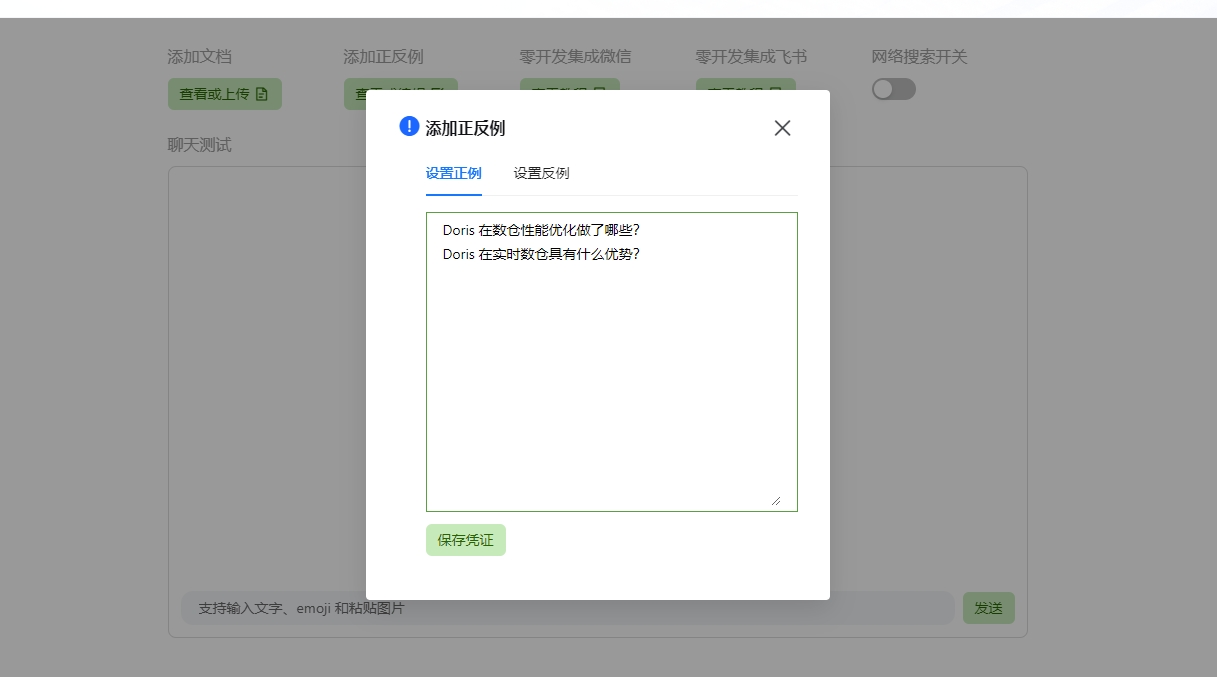 添加文档
添加正反例
零开发集成微信
零开发集成飞书
网络搜索开关
查看或上传
聊天测试
添加正反例
设置正例
设置反例
Doris 在数仓性能优化做了哪些?
Doris 在实时数仓具有什么优势?
保存凭证
支持输入文字、emoji 和粘贴图片
发送